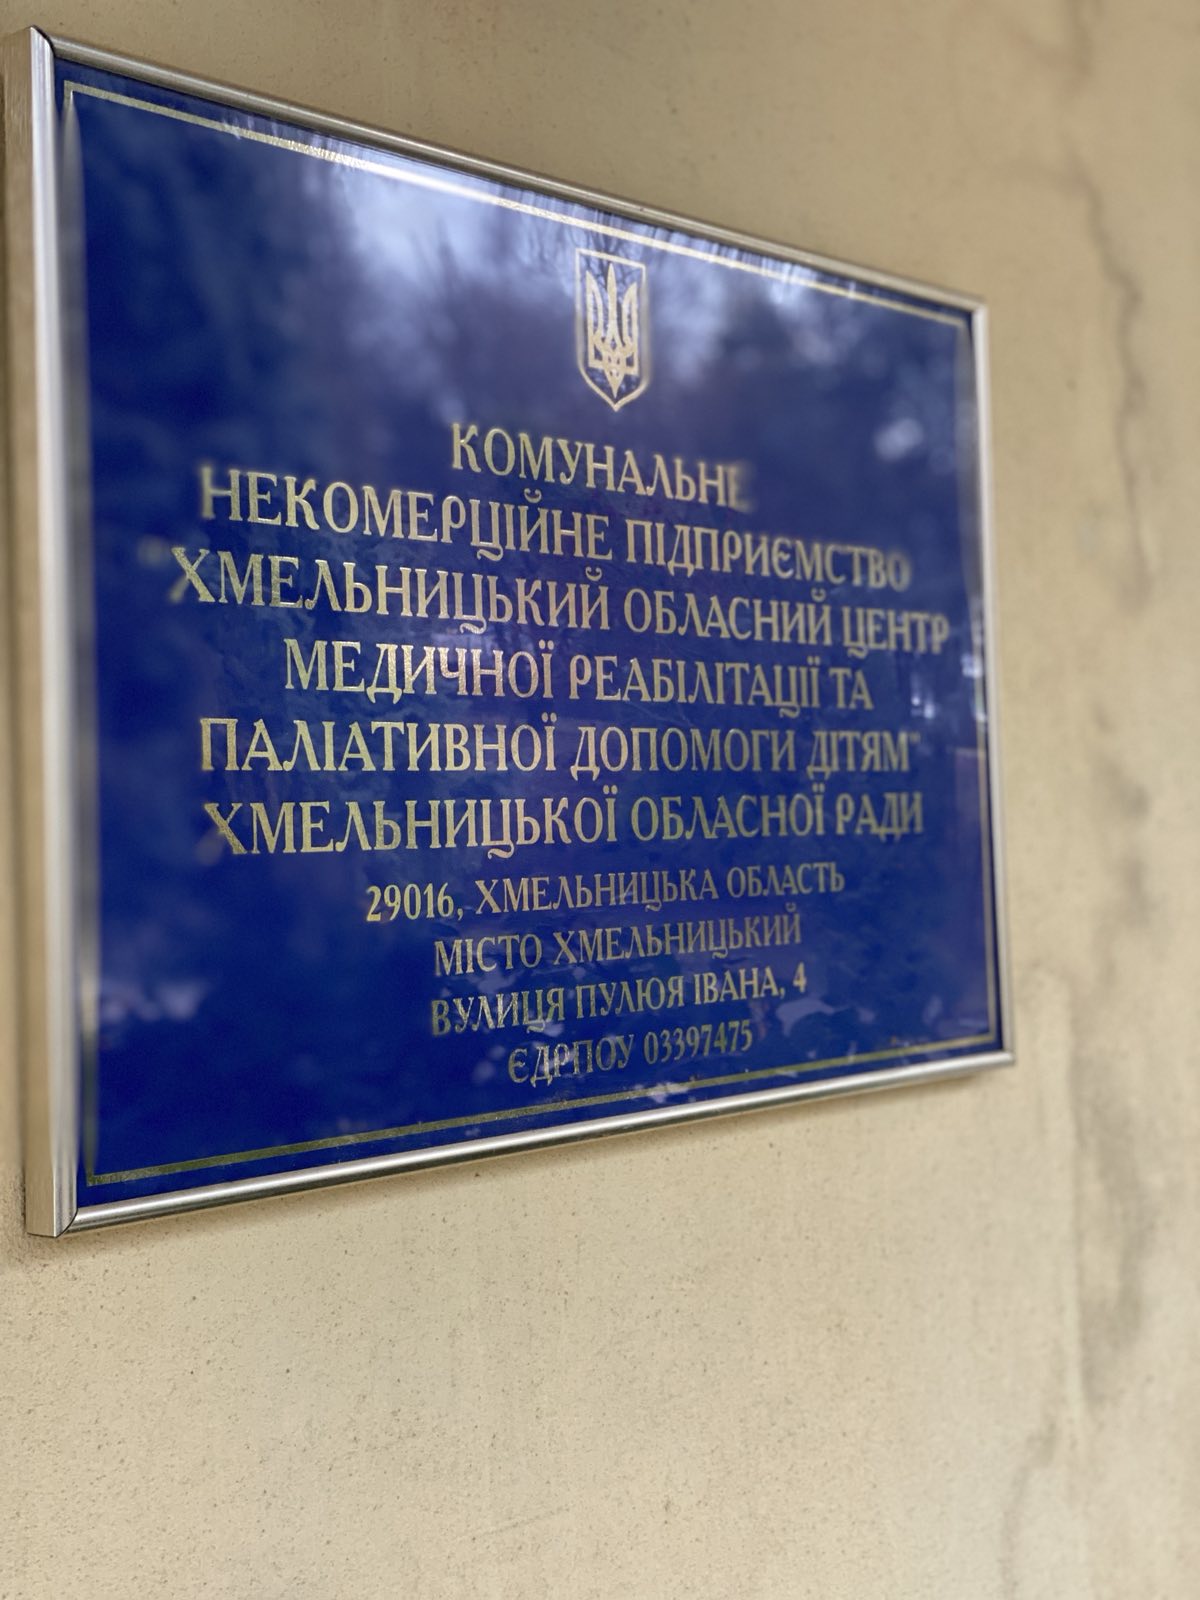 КОМУНАЛЬНЕ
НЕКОМЕРЦІЙНЕ ПІДПРИЄМСТВО
"ХМЕЛЬНИЦЬКИЙ ОБЛАСНИЙ ЦЕНТР
МЕДИЧНОЇ РЕАБІЛІТАЦІЇ ТА
ПАЛІАТИВНОЇ ДОПОМОГИ ДІТЯМ"
ХМЕЛЬНИЦЬКОЇ ОБЛАСНОЇ РАДИ
29016, ХМЕЛЬНИЦЬКА ОБЛАСТЬ
МІСТО ХМЕЛЬНИЦЬКИЙ
ВУЛИЦЯ ПУЛЮЯ ІВАНА, 4
ЄДРПОУ 03397475